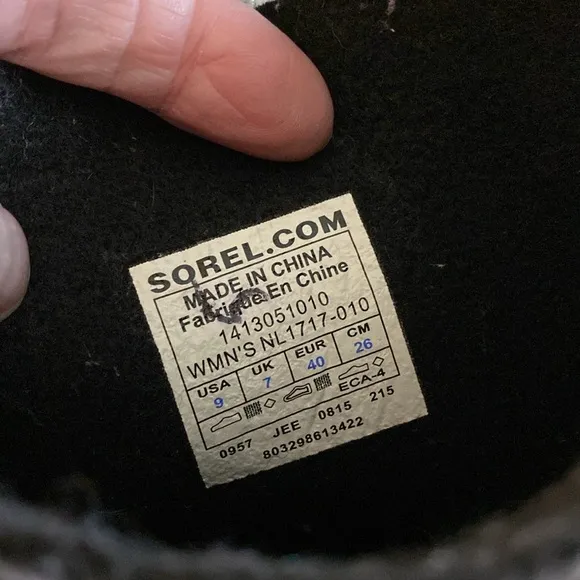 SOREL.COM
MADE IN CHINA
Fabriqué En Chine
1413051010
WMN'S NL1717-010
USA UK EUR CM
9 7 40 26
ECA-4
0957 JEE 0815 215
803298613422